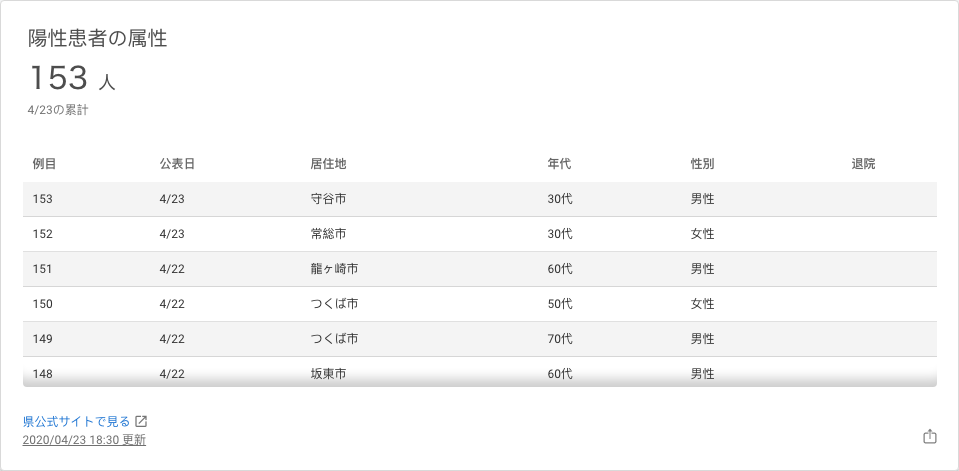 陽性患者の属性
153 人
4/23の累計
例目 公表日 居住地 年代 性別 退院
153 4/23 守谷市 30代 男性
152 4/23 常総市 30代 女性
151 4/22 龍ヶ崎市 60代 男性
150 4/22 つくば市 50代 女性
149 4/22 つくば市 70代 男性
148 4/22 坂東市 60代 男性
県公式サイトで見る
2020/04/23 18:30 更新